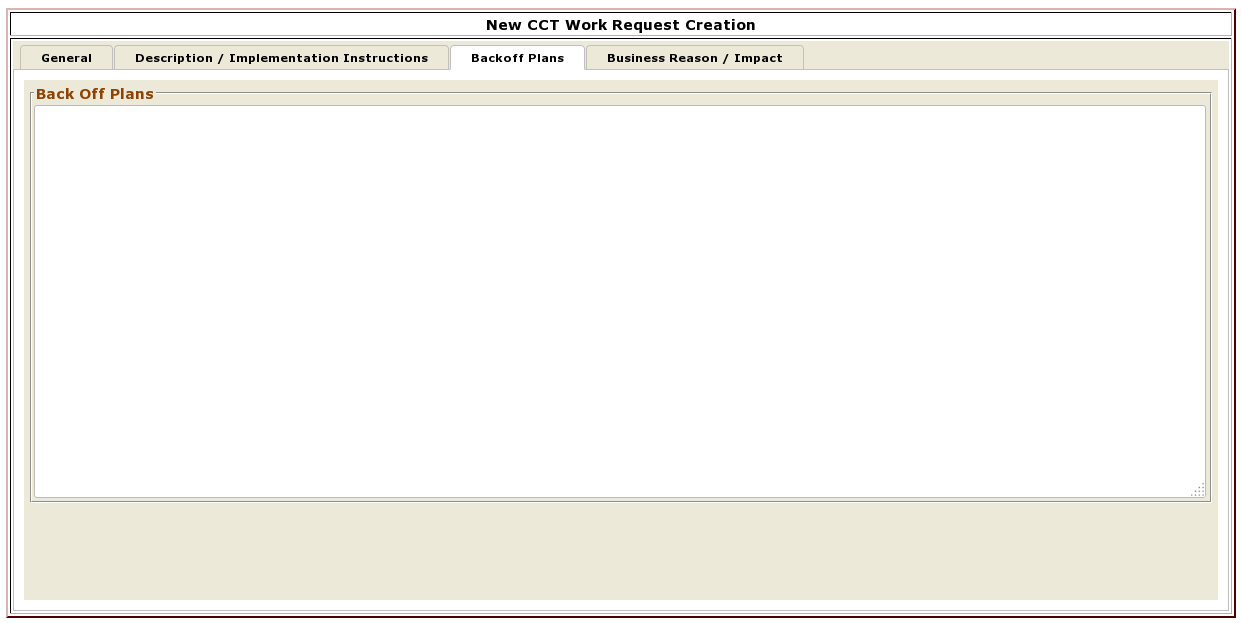 New CCT Work Request Creation
General
Description / Implementation Instructions
Backoff Plans
Business Reason / Impact
Back Off Plans